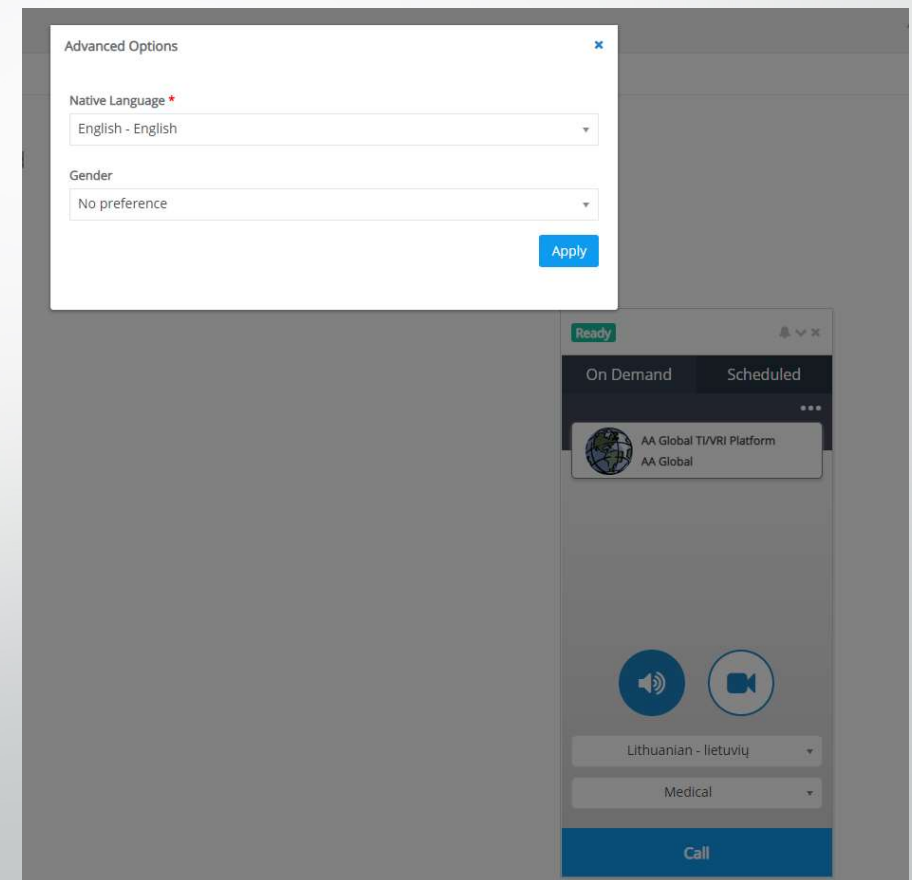 Advanced Options
Native Language *
English - English
Gender
No preference
Apply
Ready
On Demand Scheduled
AA Global TI/VRI Platform
AA Global
Lithuanian - lietuvių
Medical
Call